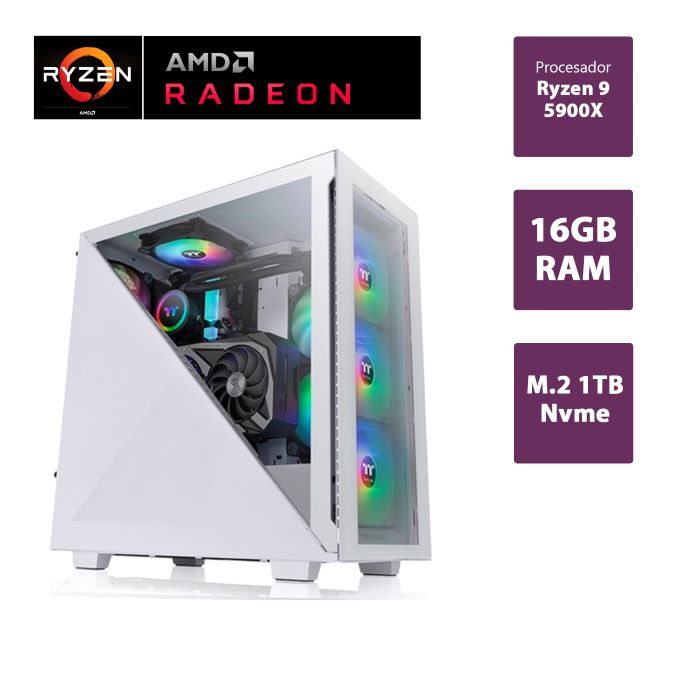 RYZEN
AMD
AMD
RADEON
Procesador
Ryzen 9
5900X
16GB
RAM
M.2 1TB
Nvme